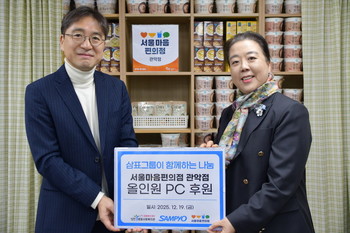 서울마음
편의점
관악점
삼표그룹이 함께하는 나눔
서울마음편의점 관악점
올인원 PC 후원
일시 : 2025. 12. 19.(금)
SAMPYO